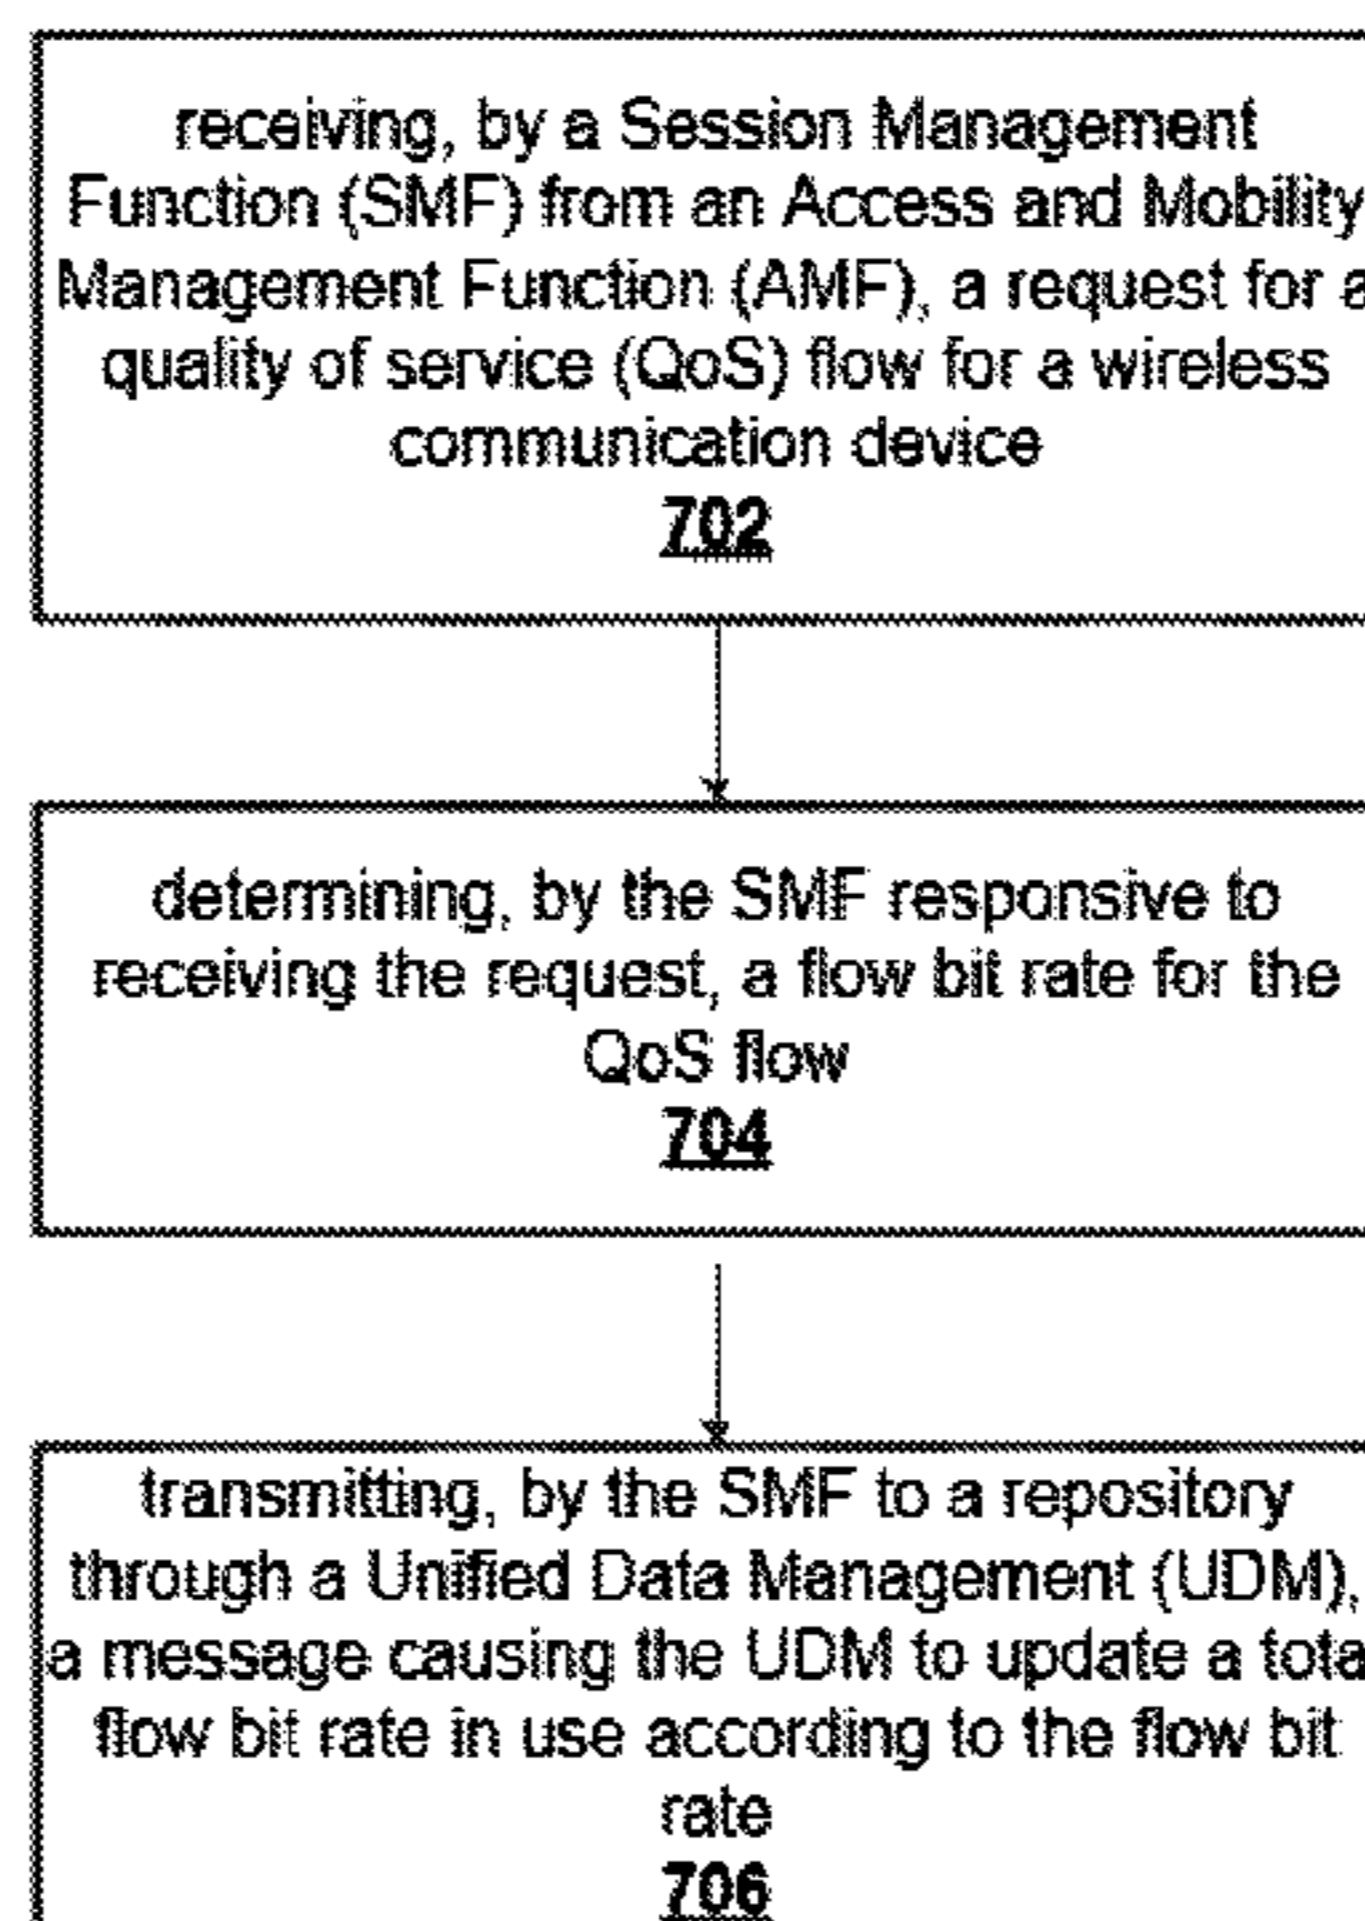 receiving, by a Session Management
Function (SMF) from an Access and Mobility
Management Function (AMF), a request for a
quality of service (QoS) flow for a wireless
communication device
702
determining, by the SMF responsive to
receiving the request, a flow bit rate for the
QoS flow
704
transmitting, by the SMF to a repository
through a Unified Data Management (UDM),
a message causing the UDM to update a tota
flow bit rate in use according to the flow bit
rate
706